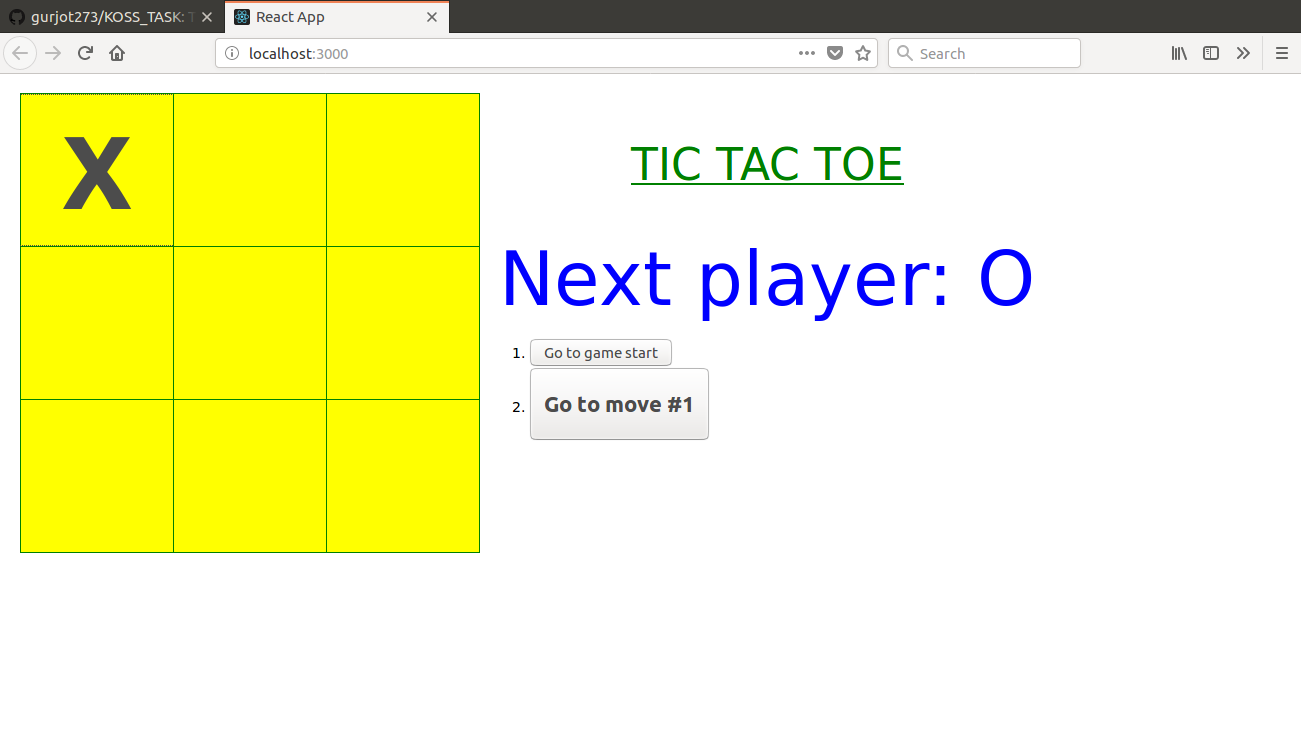 gurjot273/KOSS_TASK: T
React App
localhost:3000
Search
X
TIC TAC TOE
Next player: O
1. Go to game start
2. Go to move #1